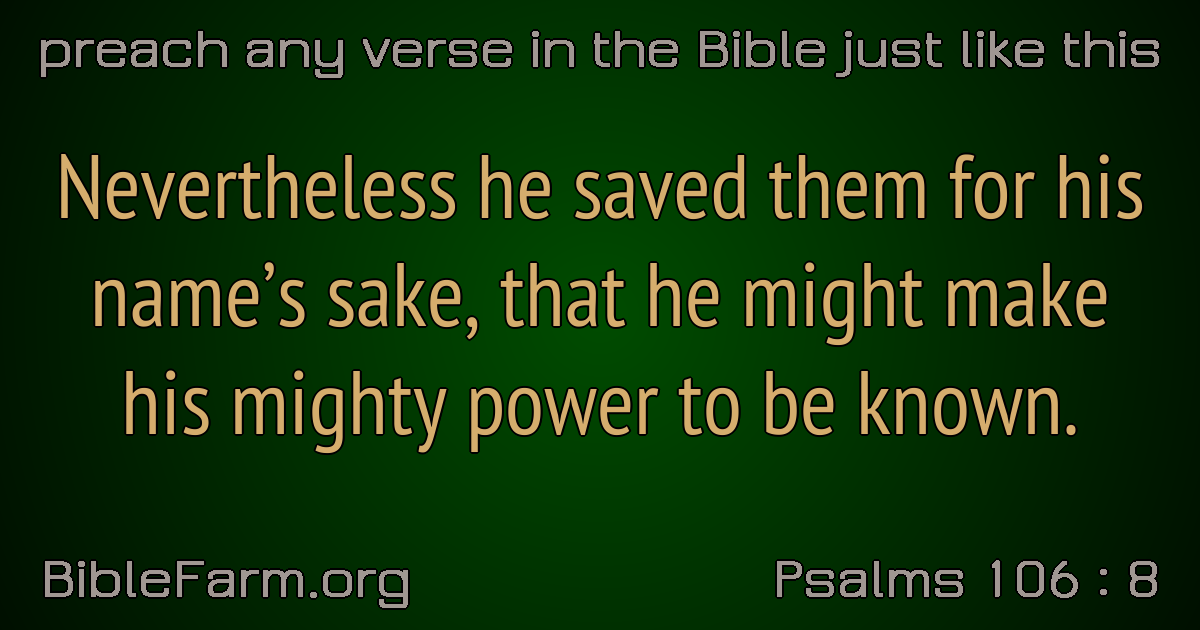 preach any verse in the Bible just like this
Nevertheless he saved them for his
name’s sake, that he might make
his mighty power to be known.
BibleFarm.org
Psalms 106 : 8